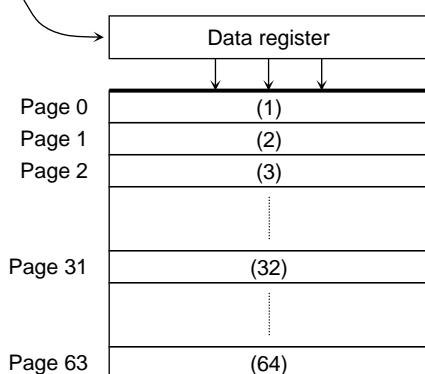 Data register
Page 0 (1)
Page 1 (2)
Page 2 (3)
Page 31 (32)
Page 63 (64)